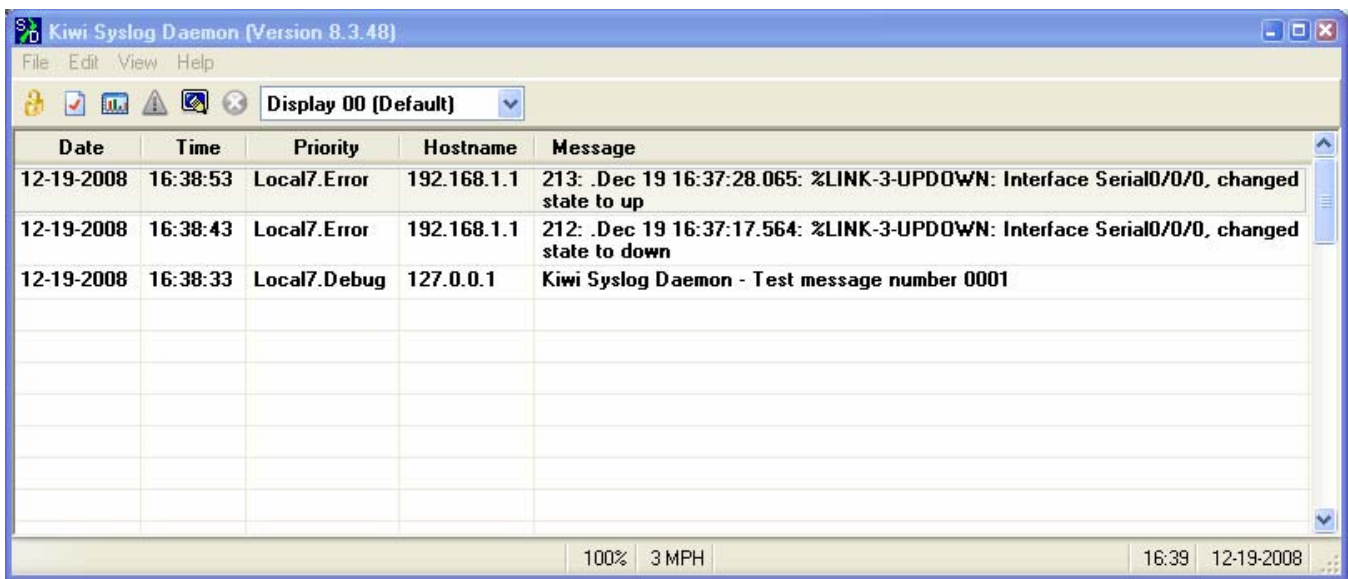 Kiwi Syslog Daemon (Version 8.3.48)
File Edit View Help
Display 00 (Default)
Date Time Priority Hostname Message
12-19-2008 16:38:53 Local7.Error 192.168.1.1 213: .Dec 19 16:37:28.065: %LINK-3-UPDOWN: Interface Serial0/0/0, changed
state to up
12-19-2008 16:38:43 Local7.Error 192.168.1.1 212: .Dec 19 16:37:17.564: %LINK-3-UPDOWN: Interface Serial0/0/0, changed
state to down
12-19-2008 16:38:33 Local7.Debug 127.0.0.1 Kiwi Syslog Daemon - Test message number 0001
100% 3 MPH 16:39 12-19-2008